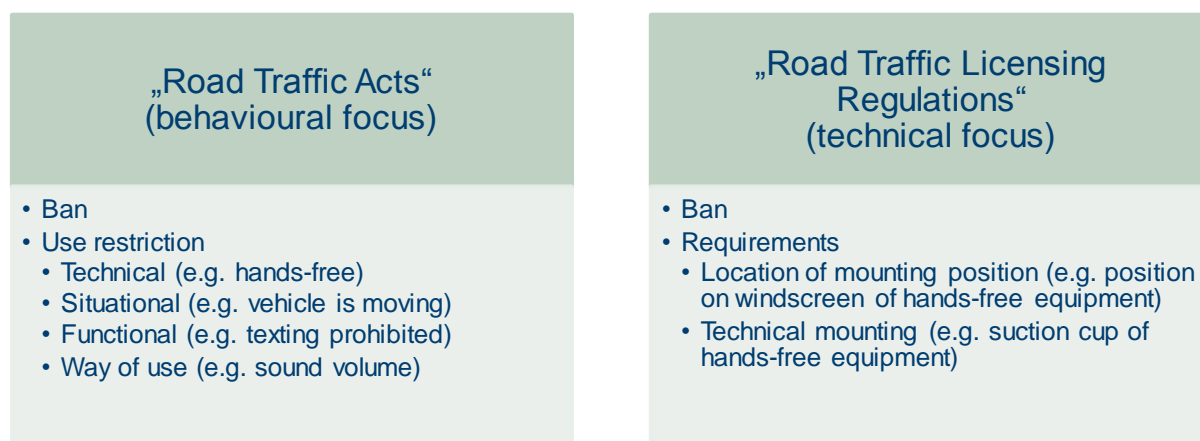 „Road Traffic Acts“
(behavioural focus)
• Ban
• Use restriction
• Technical (e.g. hands-free)
• Situational (e.g. vehicle is moving)
• Functional (e.g. texting prohibited)
• Way of use (e.g. sound volume)
„Road Traffic Licensing
Regulations“
(technical focus)
• Ban
• Requirements
• Location of mounting position (e.g. position
on windscreen of hands-free equipment)
• Technical mounting (e.g. suction cup of
hands-free equipment)